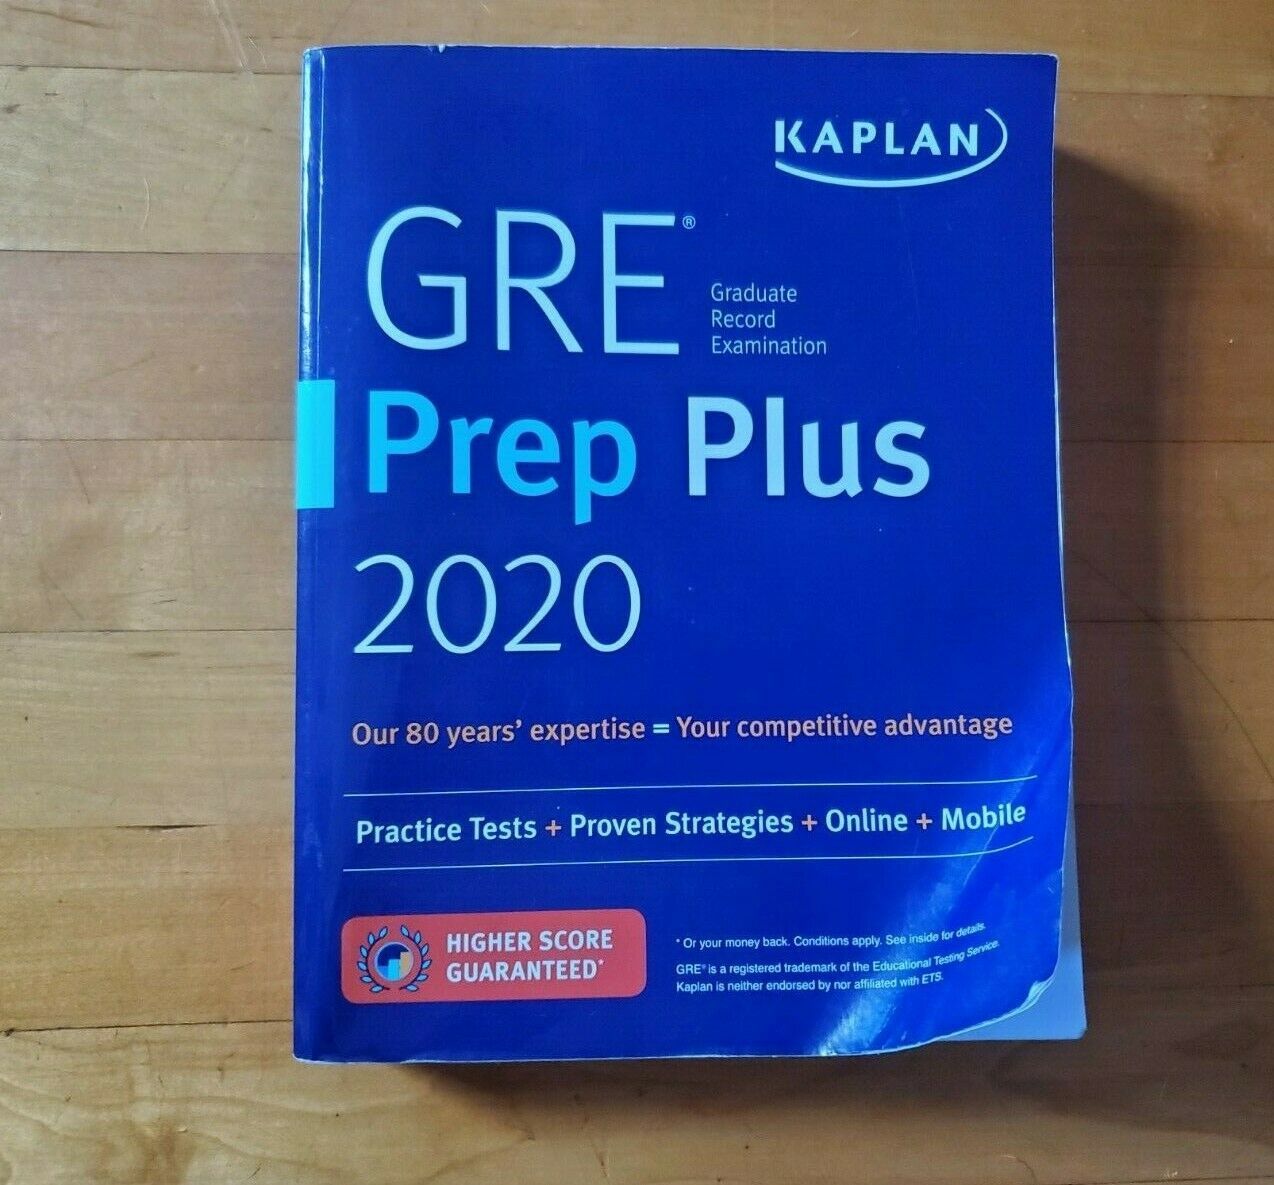 KAPLAN
GRE®
Graduate
Record
Examination
Prep Plus
2020
Our 80 years’ expertise = Your competitive advantage
Practice Tests + Proven Strategies + Online + Mobile
HIGHER SCORE
GUARANTEED*
* Or your money back. Conditions apply. See inside for details.
GRE® is a registered trademark of the Educational Testing Service.
Kaplan is neither endorsed by nor affiliated with ETS.